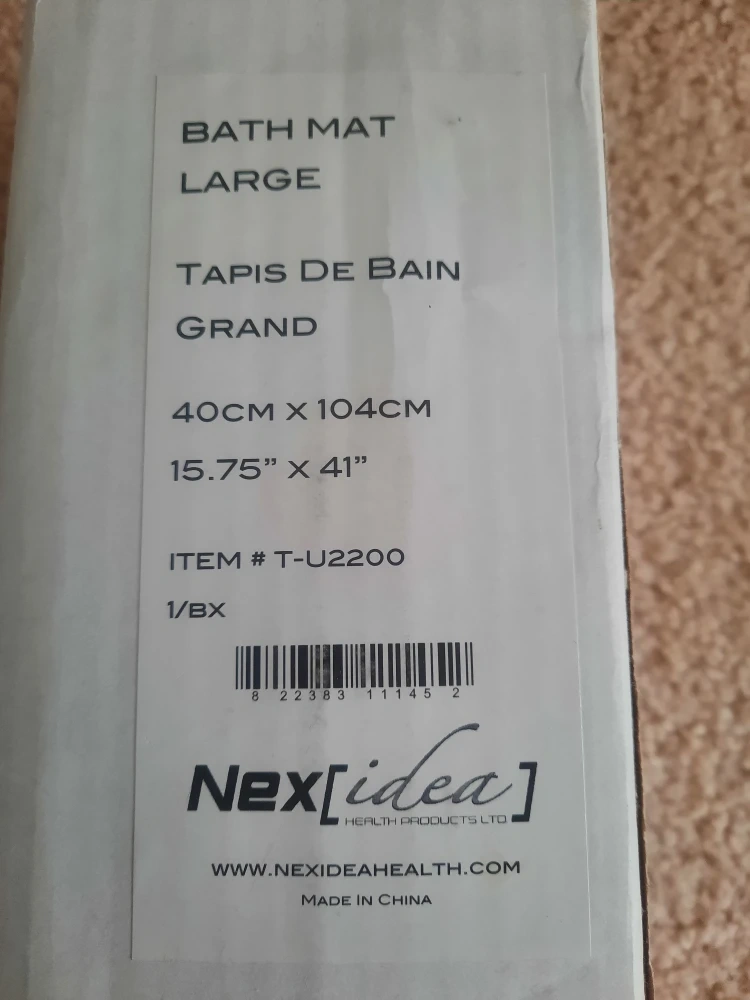 BATH MAT
LARGE
TAPIS DE BAIN
GRAND
40CM X 104CM
15.75” X 41”
ITEM # T-U2200
1/BX
8 22383 11145 2
Nex[idea]
HEALTH PRODUCTS LTD
WWW.NEXIDEAHEALTH.COM
MADE IN CHINA